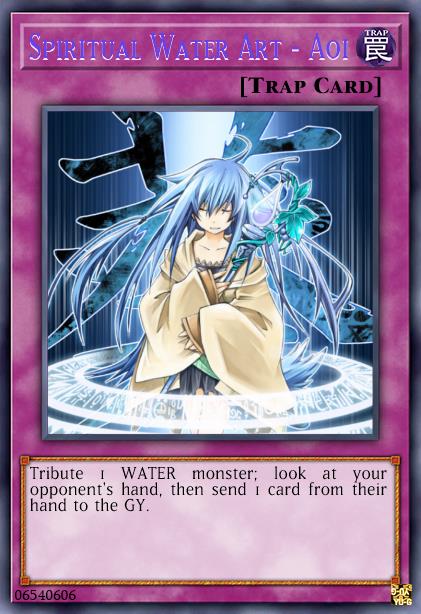 Spiritual Water Art - Aoi
TRAP
罠
[Trap Card]
Tribute 1 WATER monster; look at your
opponent's hand, then send 1 card from their
hand to the GY.
06540606